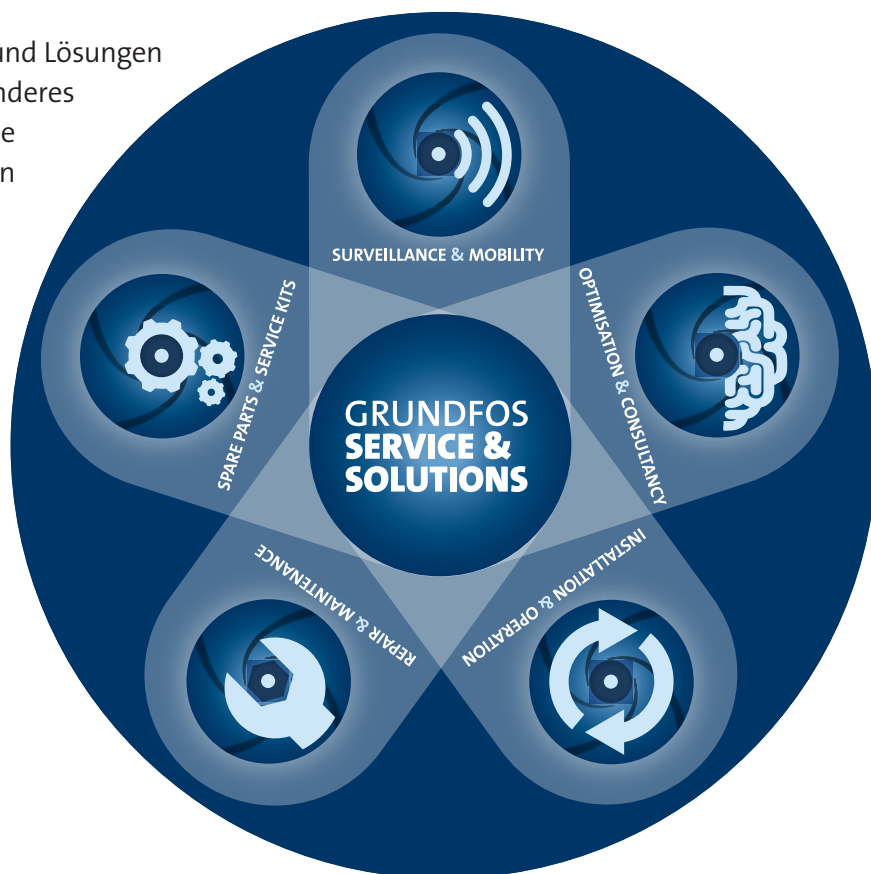 und Lösungen
nderes
e
n
SURVEILLANCE & MOBILITY
OPTIMISATION & CONSULTANCY
SPARE PARTS & SERVICE KITS
GRUNDFOS
SERVICE &
SOLUTIONS
REPAIR & MAINTENANCE
INSTALLATION & OPERATION